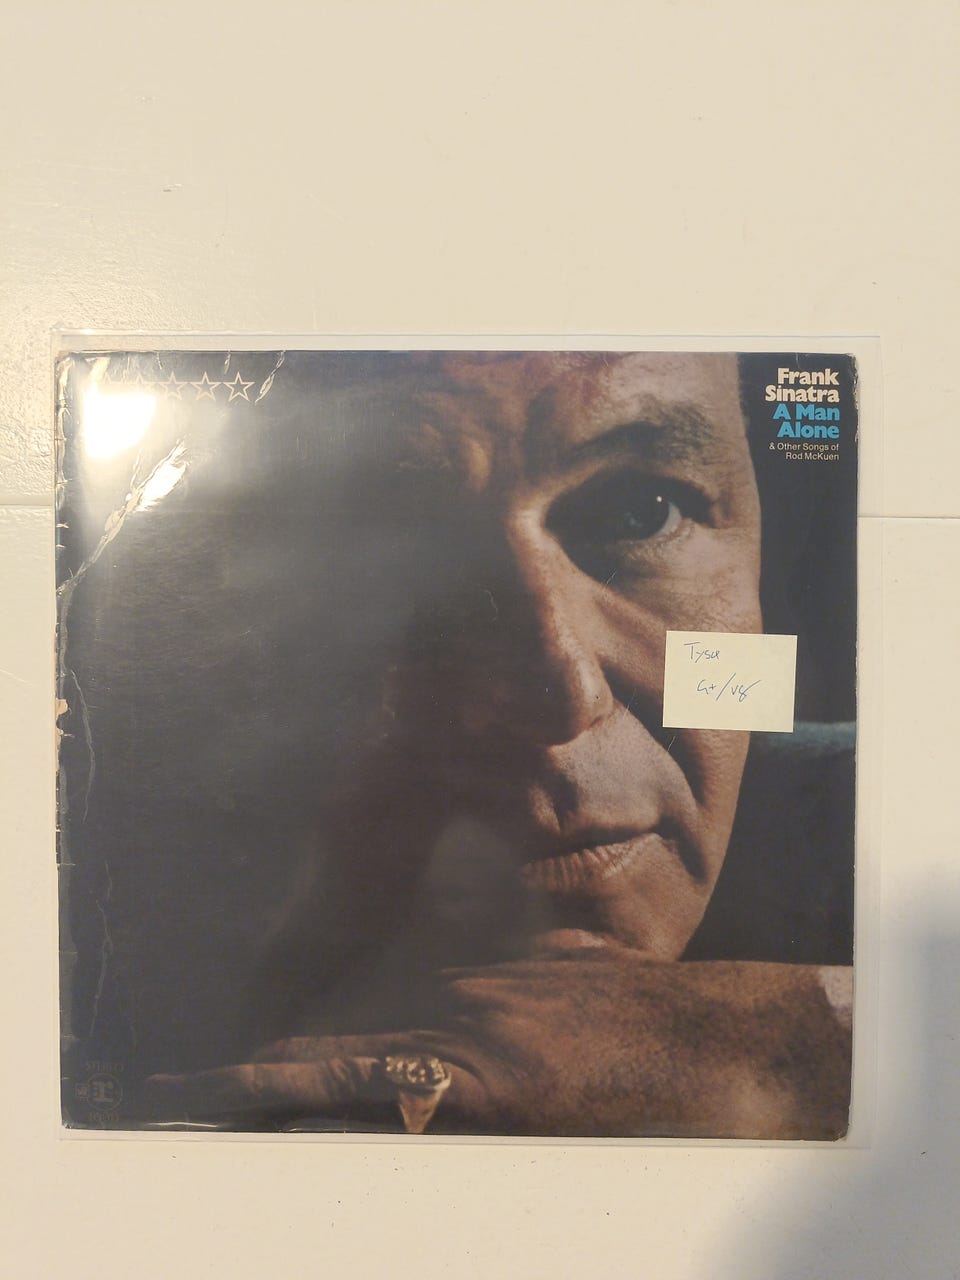 Frank
Sinatra
A Man
Alone
& Other Songs of
Rod McKuen
G+/VG
STEREO